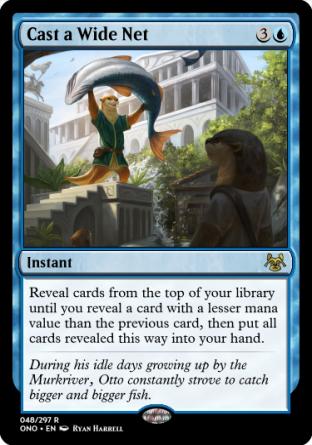 Cast a Wide Net 3
Instant
Reveal cards from the top of your library
until you reveal a card with a lesser mana
value than the previous card, then put all
cards revealed this way into your hand.
During his idle days growing up by the
Murkriver, Otto constantly strove to catch
bigger and bigger fish.
048/297 R
ONO • EN Ryan Harrell